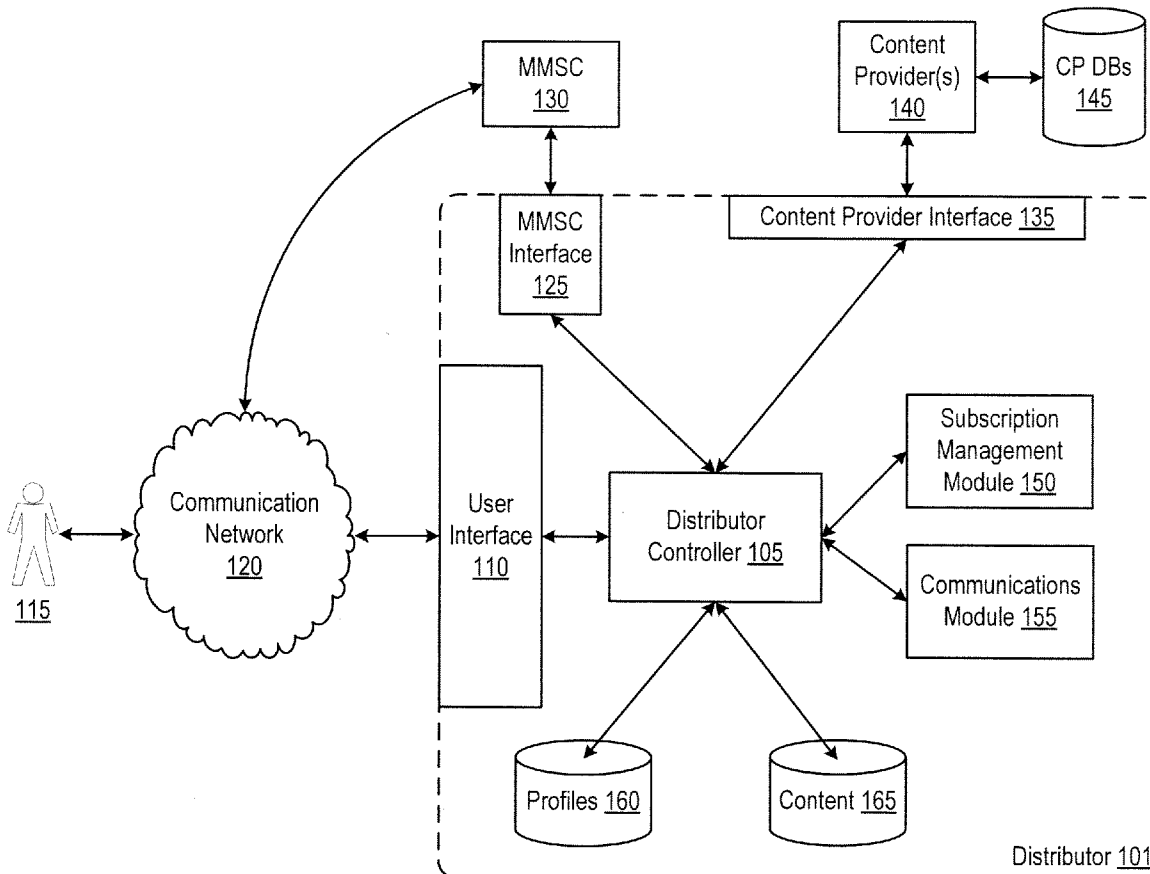 MMSC
130
Content
Provider(s)
140
CP DBs
145
MMSC
Interface
125
Content Provider Interface 135
Communication
Network
120
115
User
Interface
110
Distributor
Controller 105
Subscription
Management
Module 150
Communications
Module 155
Profiles 160
Content 165
Distributor 101